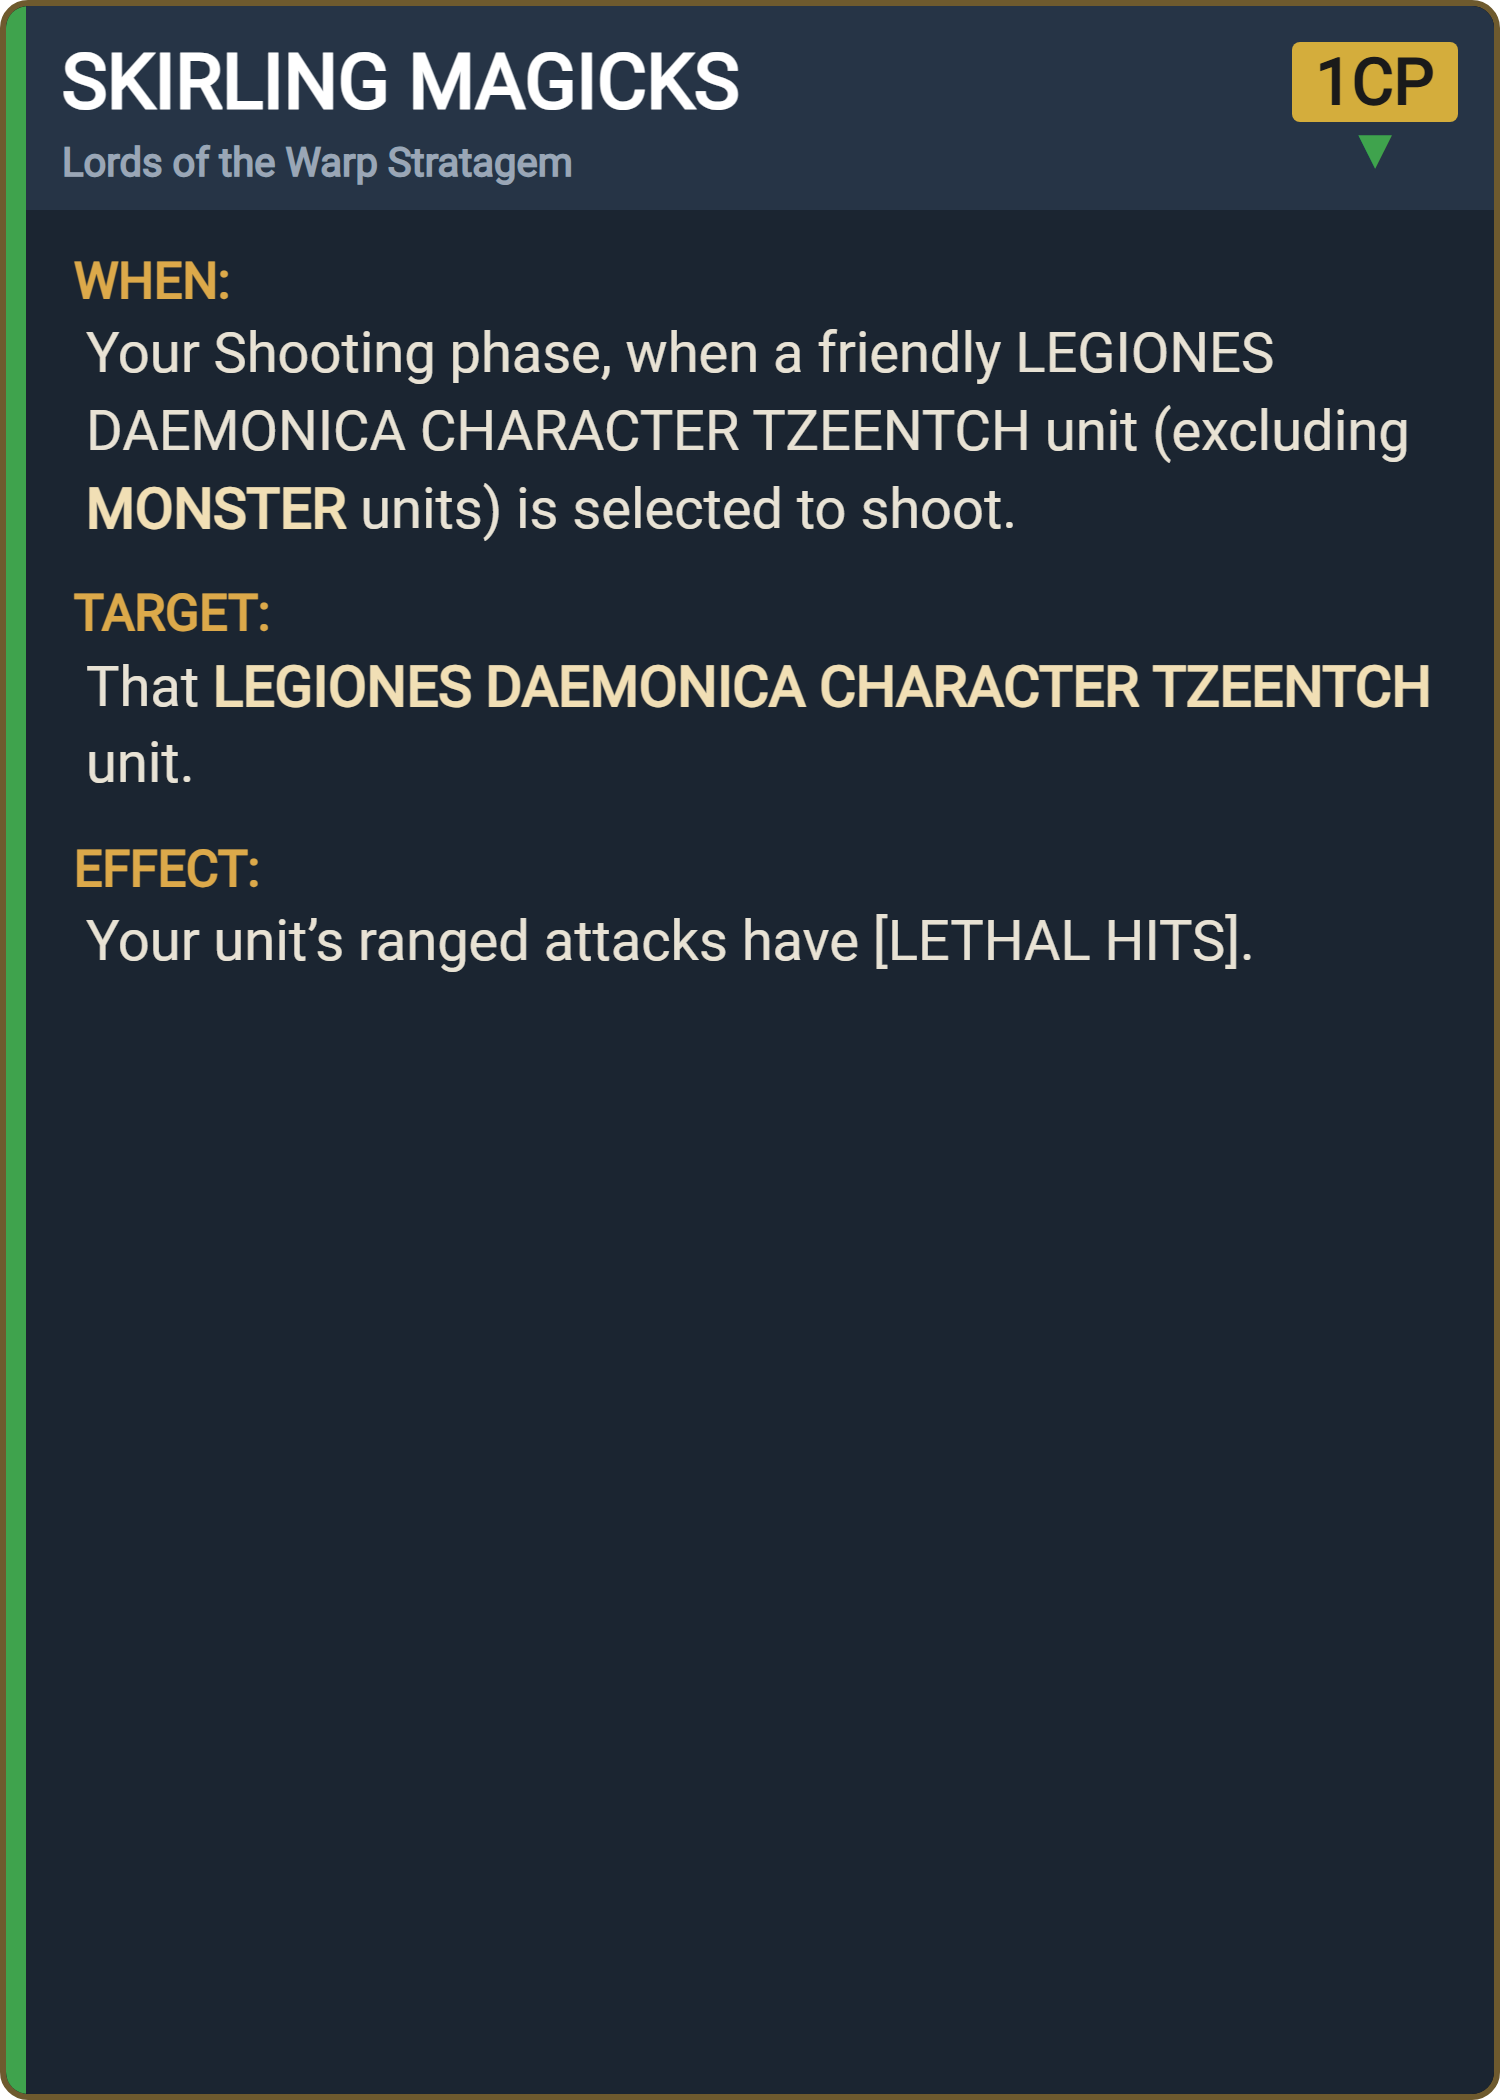 SKIRLING MAGICKS
1CP
Lords of the Warp Stratagem
WHEN:
Your Shooting phase, when a friendly LEGIONES
DAEMONICA CHARACTER TZEENTCH unit (excluding
MONSTER units) is selected to shoot.
TARGET:
That LEGIONES DAEMONICA CHARACTER TZEENTCH
unit.
EFFECT:
Your unit’s ranged attacks have [LETHAL HITS].